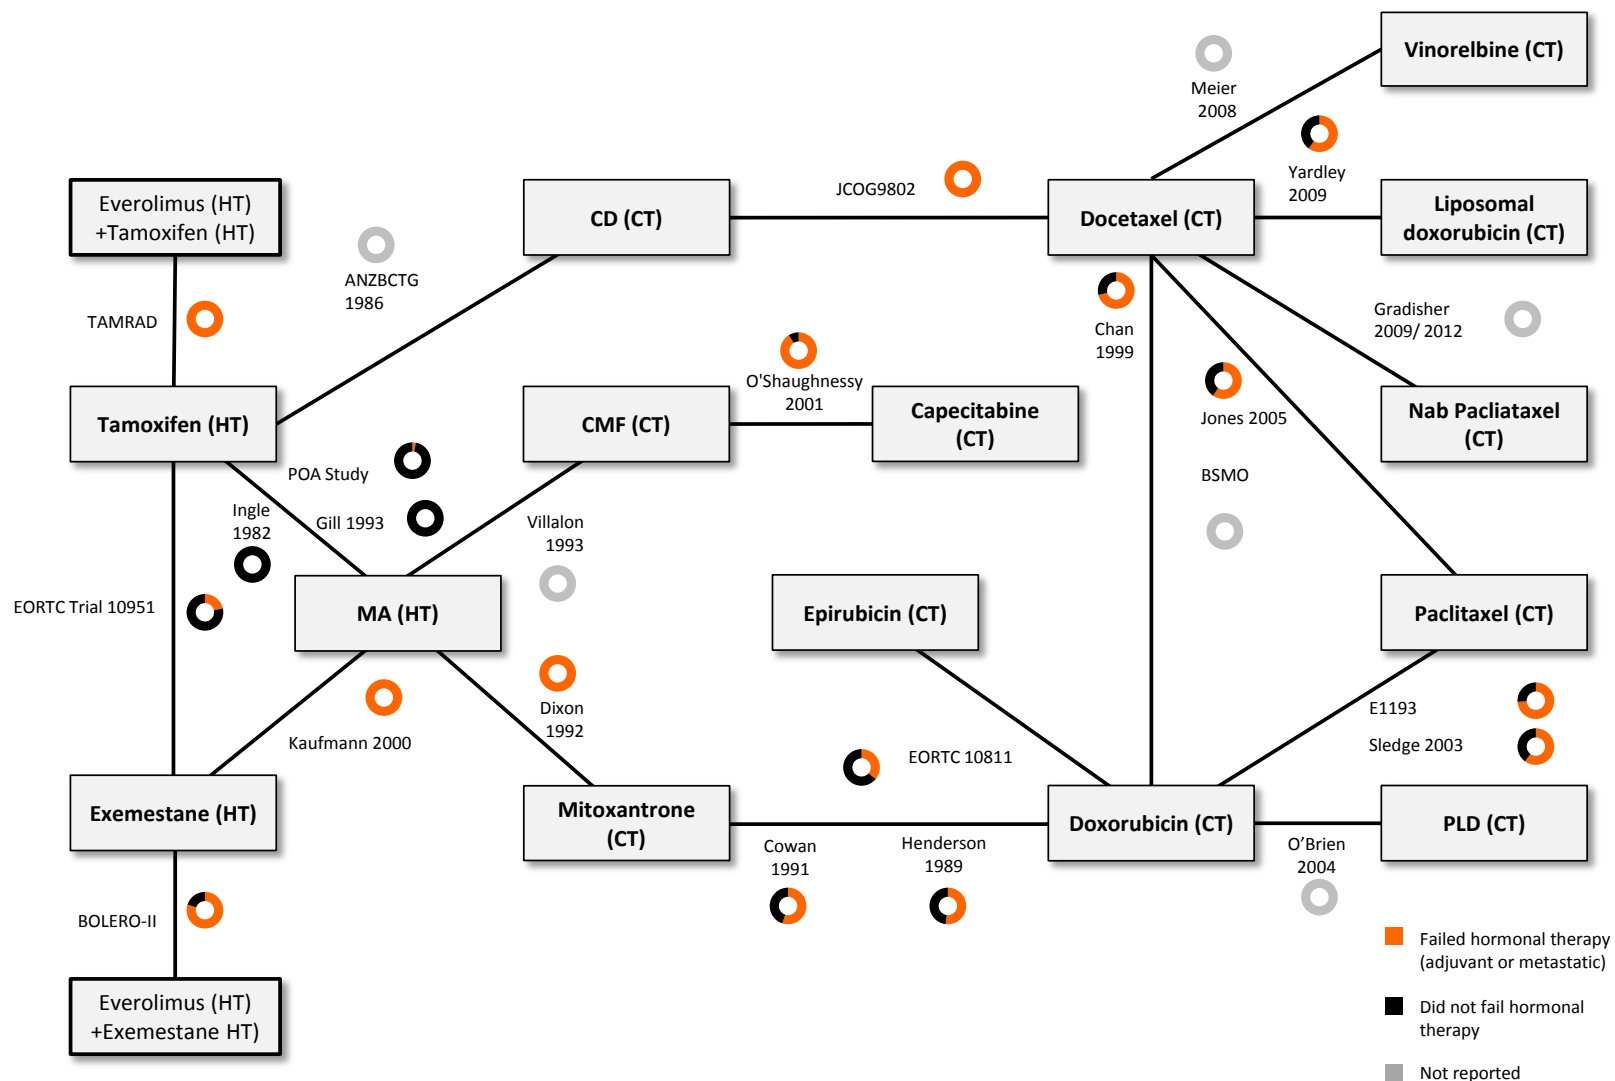 Vinorelbine (CT)
Meier
2008
Yardley
2009
Everolimus (HT)
+Tamoxifen (HT)
CD (CT)
JCOG9802
Docetaxel (CT)
Liposomal
doxorubicin (CT)
ANZBCTG
1986
TAMRAD
Chan
1999
Gradisher
2009/ 2012
O'Shaughnessy
2001
Tamoxifen (HT)
CMF (CT)
Capecitabine
(CT)
Jones 2005
Nab Pacliataxel
(CT)
POA Study
Ingle
1982
Gill 1993
Villalon
1993
BSMO
EORTC Trial 10951
MA (HT)
Epirubicin (CT)
Paclitaxel (CT)
Dixon
1992
Kaufmann 2000
E1193
Sledge 2003
EORTC 10811
Exemestane (HT)
Mitoxantrone
(CT)
Doxorubicin (CT)
PLD (CT)
Cowan
1991
Henderson
1989
O’Brien
2004
BOLERO-II
Everolimus (HT)
+Exemestane HT)
Failed hormonal therapy
(adjuvant or metastatic)
Did not fail hormonal
therapy
Not reported